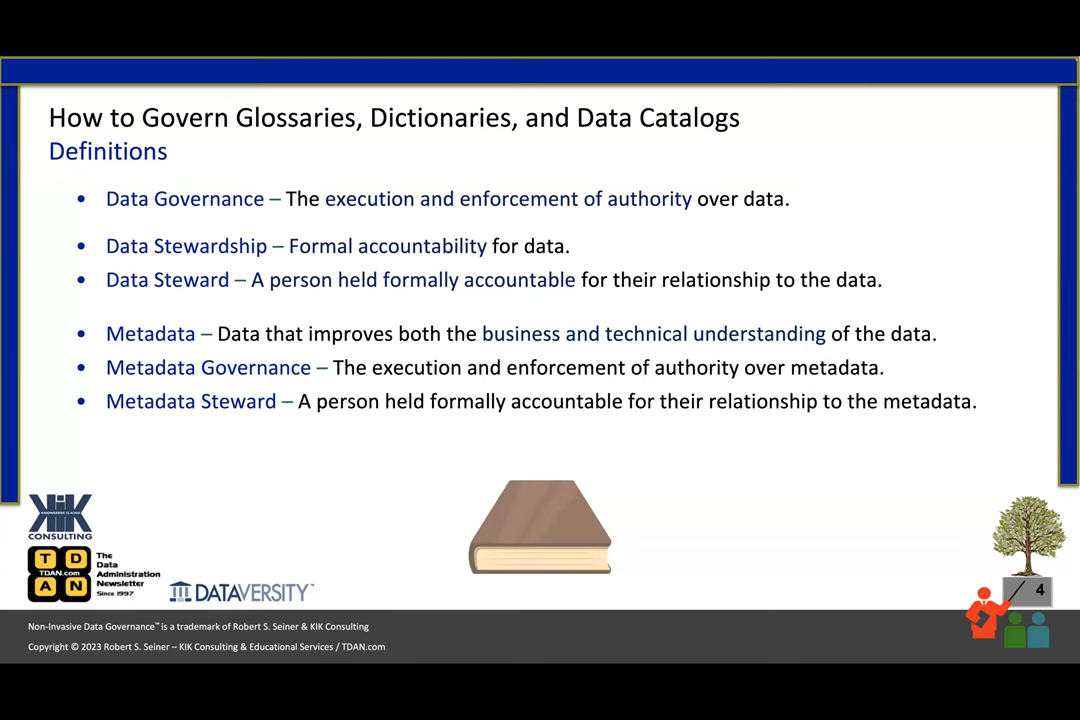 How to Govern Glossaries, Dictionaries, and Data Catalogs
Definitions
• Data Governance – The execution and enforcement of authority over data.
• Data Stewardship – Formal accountability for data.
• Data Steward – A person held formally accountable for their relationship to the data.
• Metadata – Data that improves both the business and technical understanding of the data.
• Metadata Governance – The execution and enforcement of authority over metadata.
• Metadata Steward – A person held formally accountable for their relationship to the metadata.
KIK
KNOWLEDGE IS KING
CONSULTING
T D
TDAN.com
A N
The
Data
Administration
Newsletter
Since 1997
DATAVERSITY™
4
Non-Invasive Data Governance™ is a trademark of Robert S. Seiner & KIK Consulting
Copyright © 2023 Robert S. Seiner – KIK Consulting & Educational Services / TDAN.com